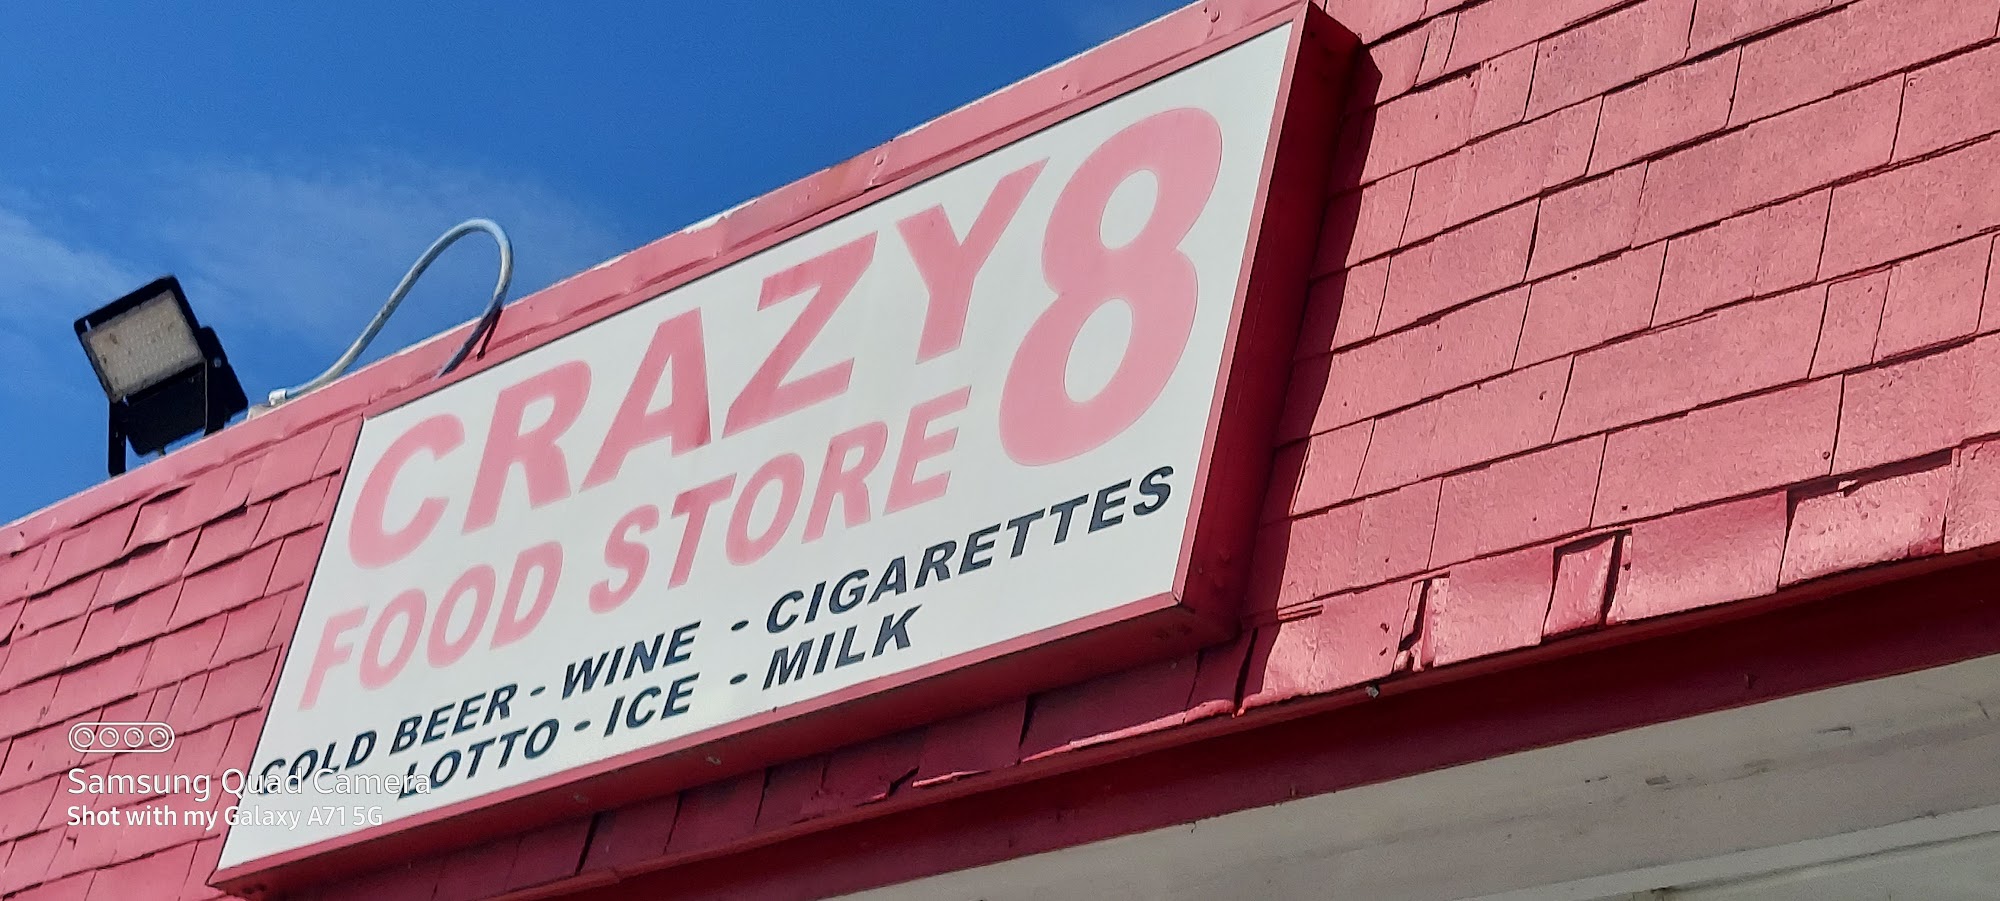 CRAZY 8
FOOD STORE
COLD BEER - WINE - CIGARETTES
LOTTO - ICE - MILK
Samsung Quad Camera
Shot with my Galaxy A71 5G